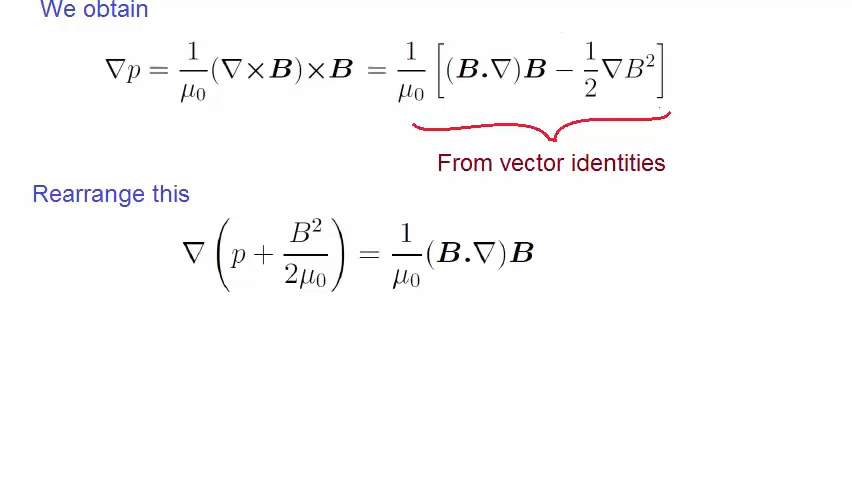 We obtain
∇p = 1/μ₀ (∇×B)×B = 1/μ₀ [(B.∇)B − 1/2 ∇B²]
From vector identities
Rearrange this
∇(p + B²/2μ₀) = 1/μ₀ (B.∇)B